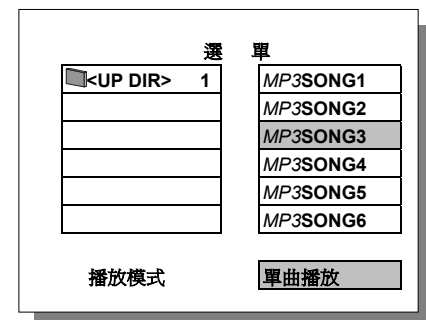 選 單
<UP DIR> 1
MP3SONG1
MP3SONG2
MP3SONG3
MP3SONG4
MP3SONG5
MP3SONG6
播放模式 單曲播放